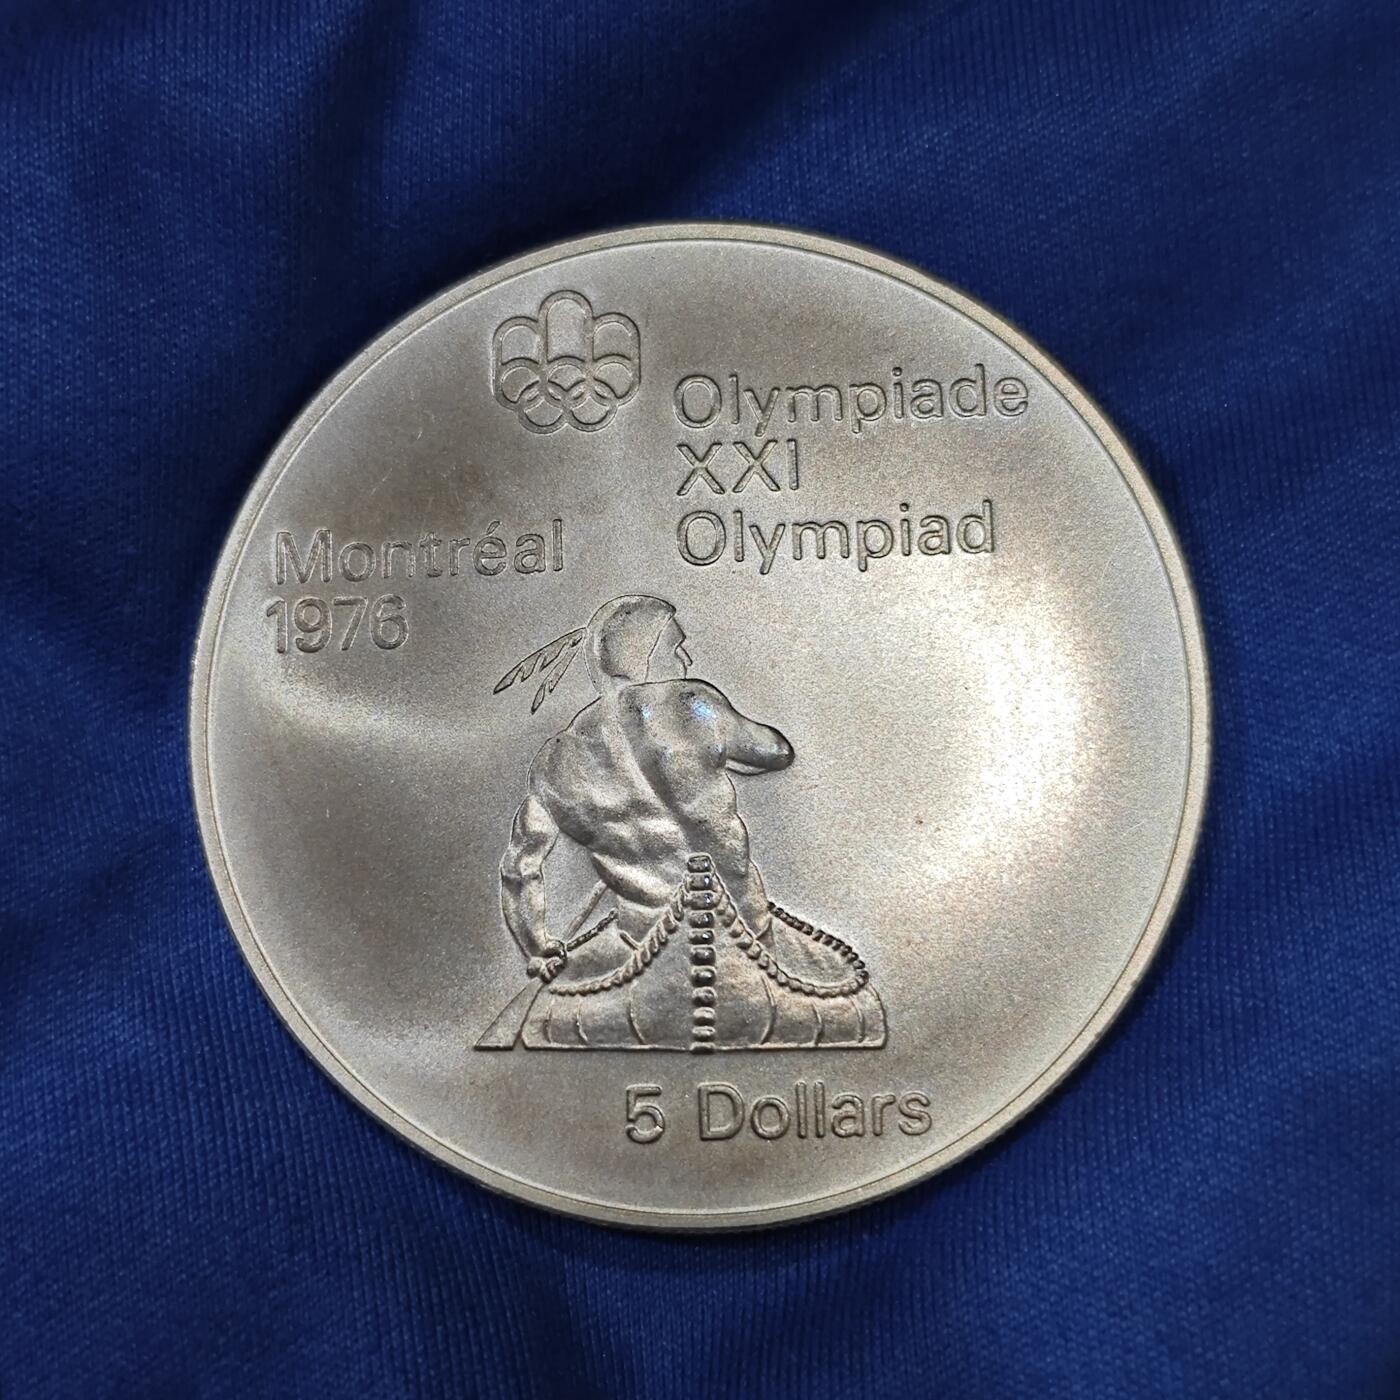 Olympiade
XXI
Olympiad
Montréal
1976
5 Dollars